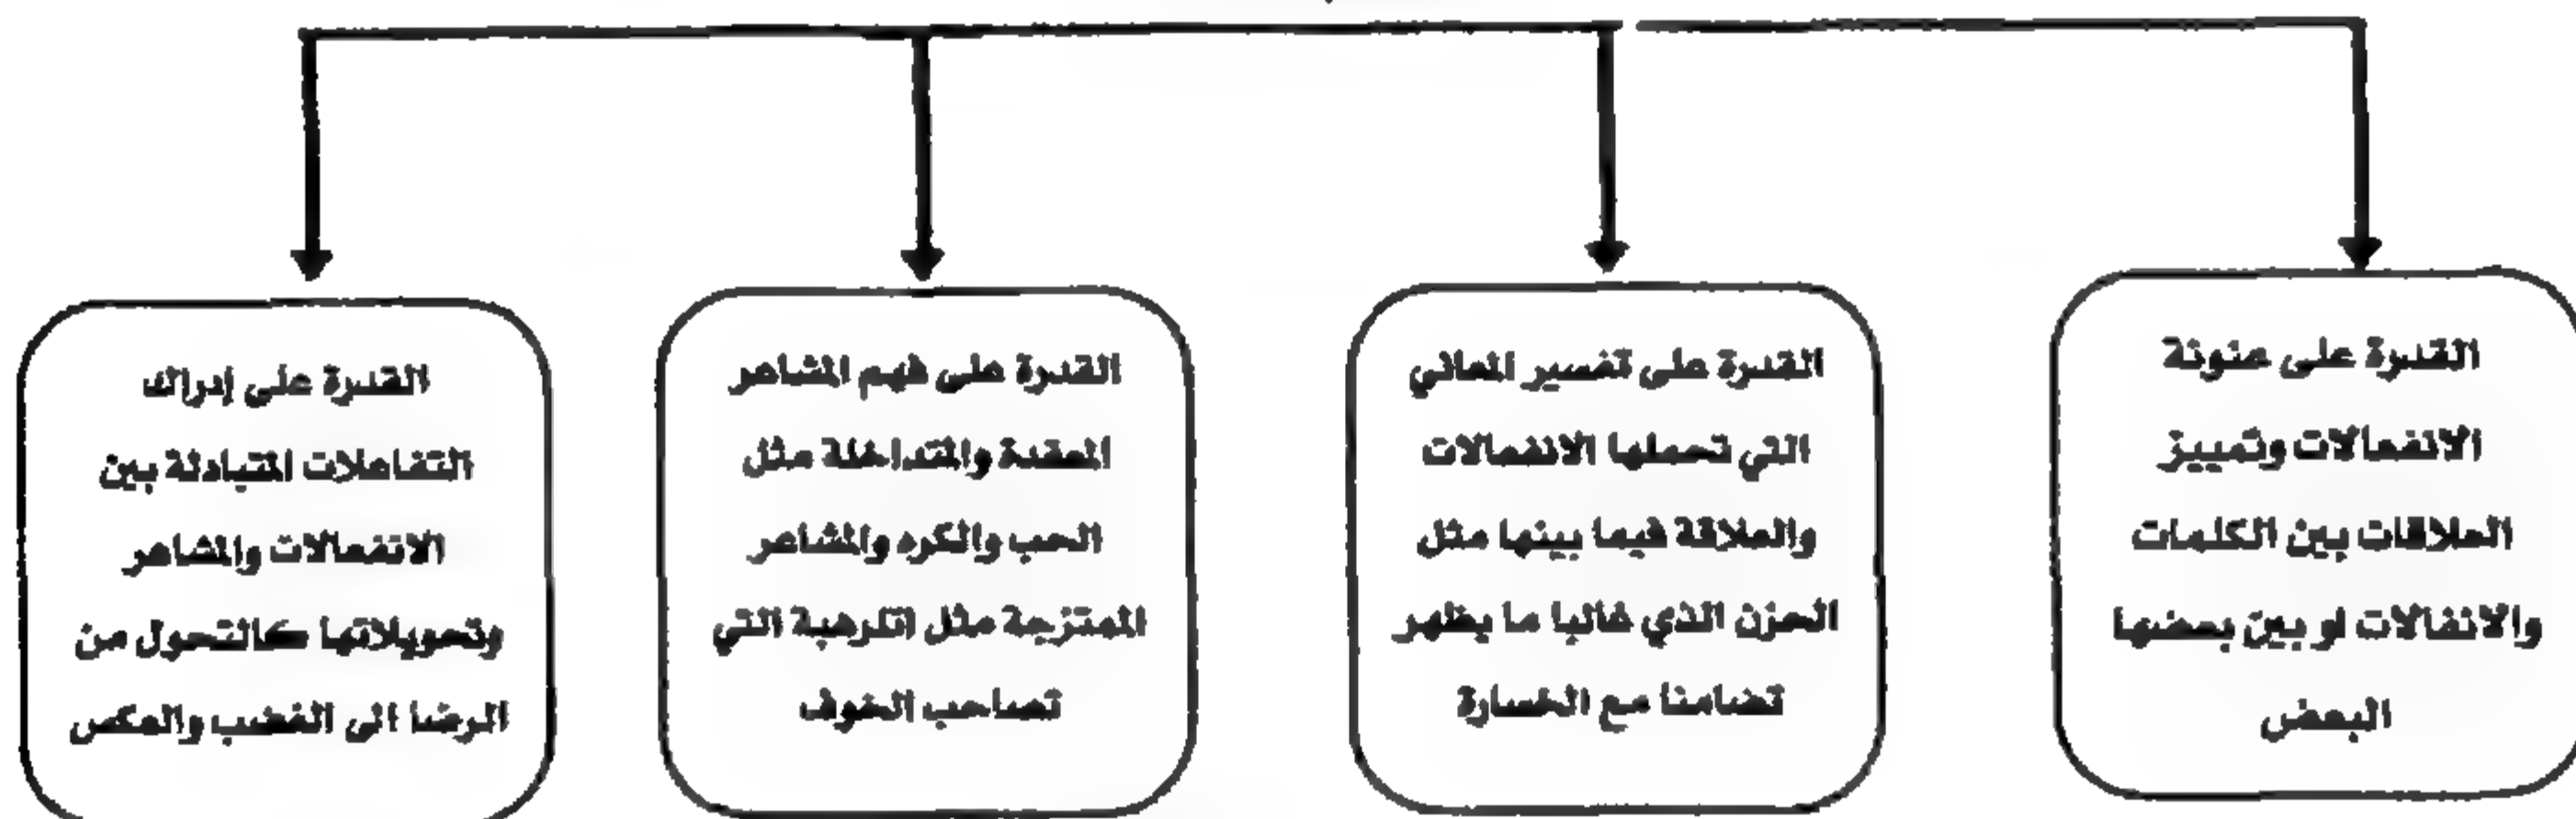 القدرة على عنونة
الانفعالات وتمييز
العلاقات بين الكلمات
والانفالات او بين بعضها
البعض
القدرة على تفسير المعاني
التي تحملها الانفعالات
والعلاقة فيما بينها مثل
الحزن الذي غالبا ما يظهر
تضامنا مع الخسارة
القدرة على فهم المشاعر
المعقدة والمتداخلة مثل
الحب والكره والمشاعر
الممتزجة مثل اتلرهبة التي
تصاحب الخوف
القدرة على إدراك
التفاعلات المتبادلة بين
الانفعالات والمشاعر
وتحويلاتها كالتحول من
الرضا الى الغضب والعكس